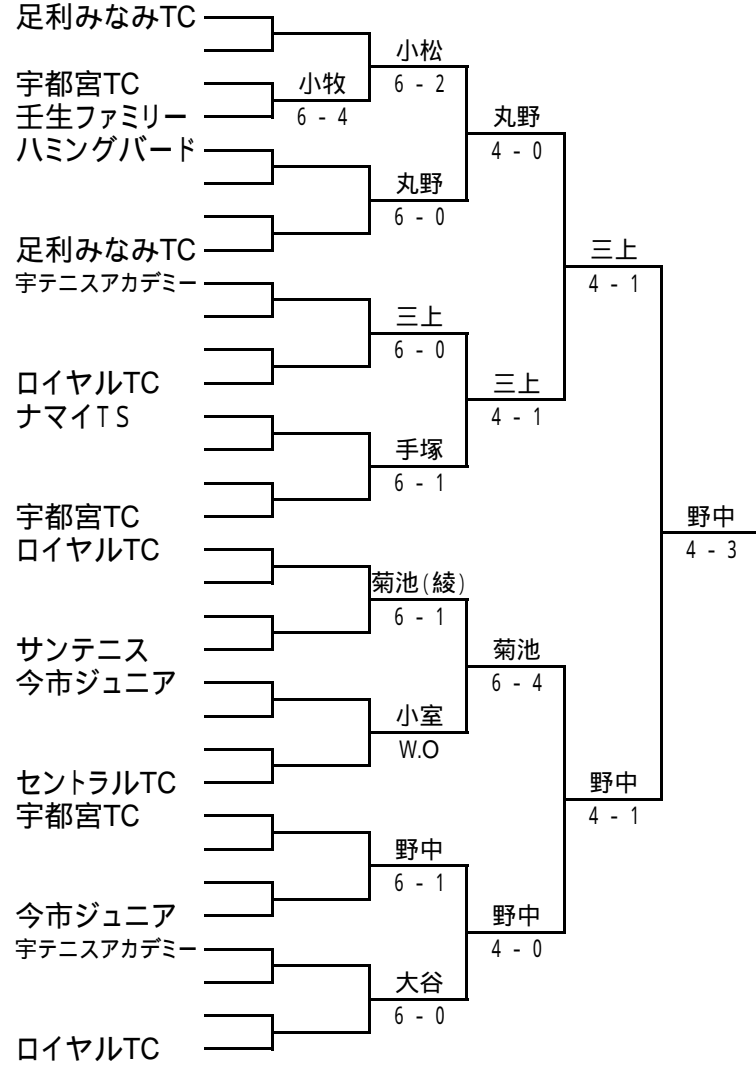 足利みなみTC
小松
宇都宮TC
小牧
6 - 2
壬生ファミリー
6 - 4
丸野
ハミングバード
4 - 0
丸野
6 - 0
足利みなみTC
三上
宇テニスアカデミー
4 - 1
三上
6 - 0
ロイヤルTC
三上
ナマイTS
4 - 1
手塚
6 - 1
宇都宮TC
野中
ロイヤルTC
4 - 3
菊池(綾)
6 - 1
サンテニス
菊池
今市ジュニア
6 - 4
小室
W.O
セントラルTC
野中
宇都宮TC
4 - 1
野中
6 - 1
今市ジュニア
野中
宇テニスアカデミー
4 - 0
大谷
6 - 0
ロイヤルTC